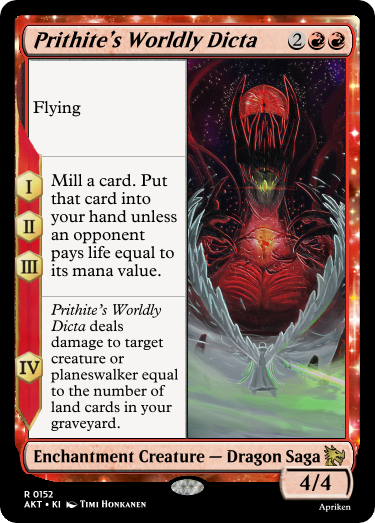 Prithite's Worldly Dicta 2
Flying
I
II
III
Mill a card. Put
that card into
your hand unless
an opponent
pays life equal to
its mana value.
IV
Prithite's Worldly
Dicta deals
damage to target
creature or
planeswalker equal
to the number of
land cards in your
graveyard.
Enchantment Creature — Dragon Saga
4/4
R 0152
AKT • KI Timi Honkanen
Apriken